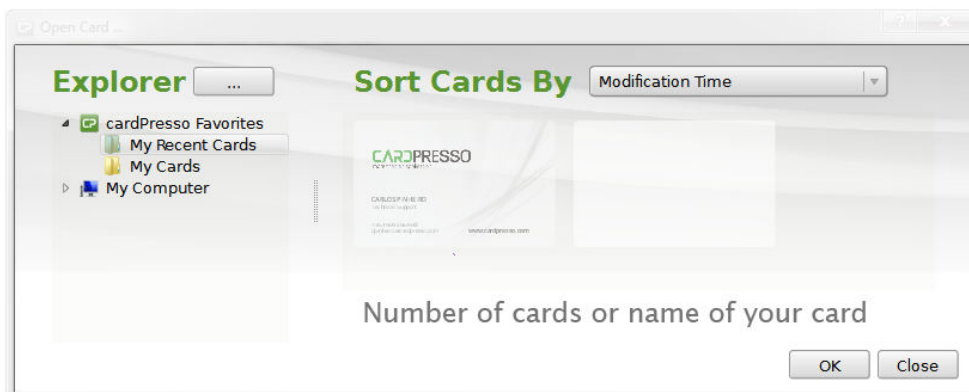 Open Card ...
Explorer ...
Sort Cards By Modification Time
cardPresso Favorites
My Recent Cards
My Cards
My Computer
CARDPRESSO
www.cardpresso.com
Number of cards or name of your card
OK Close